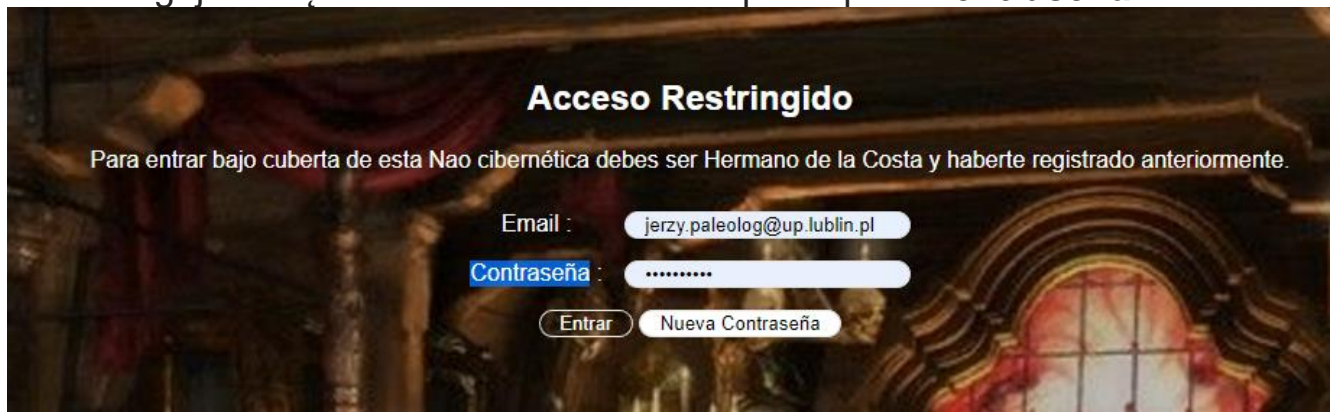 Acceso Restringido
Para entrar bajo cuberta de esta Nao cibernética debes ser Hermano de la Costa y haberte registrado anteriormente.
Email : jerzy.paleolog@up.lublin.pl
Contraseña : ••••••••••
Entrar Nueva Contraseña